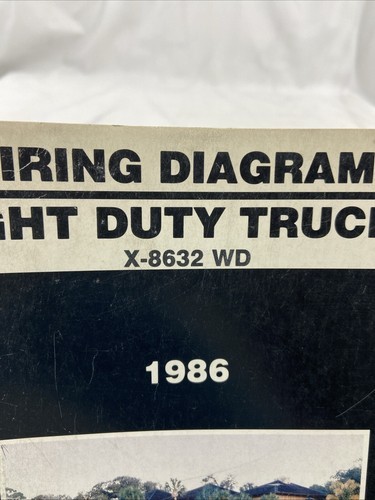 IRING DIAGRAM
GHT DUTY TRUC
X-8632 WD
1986